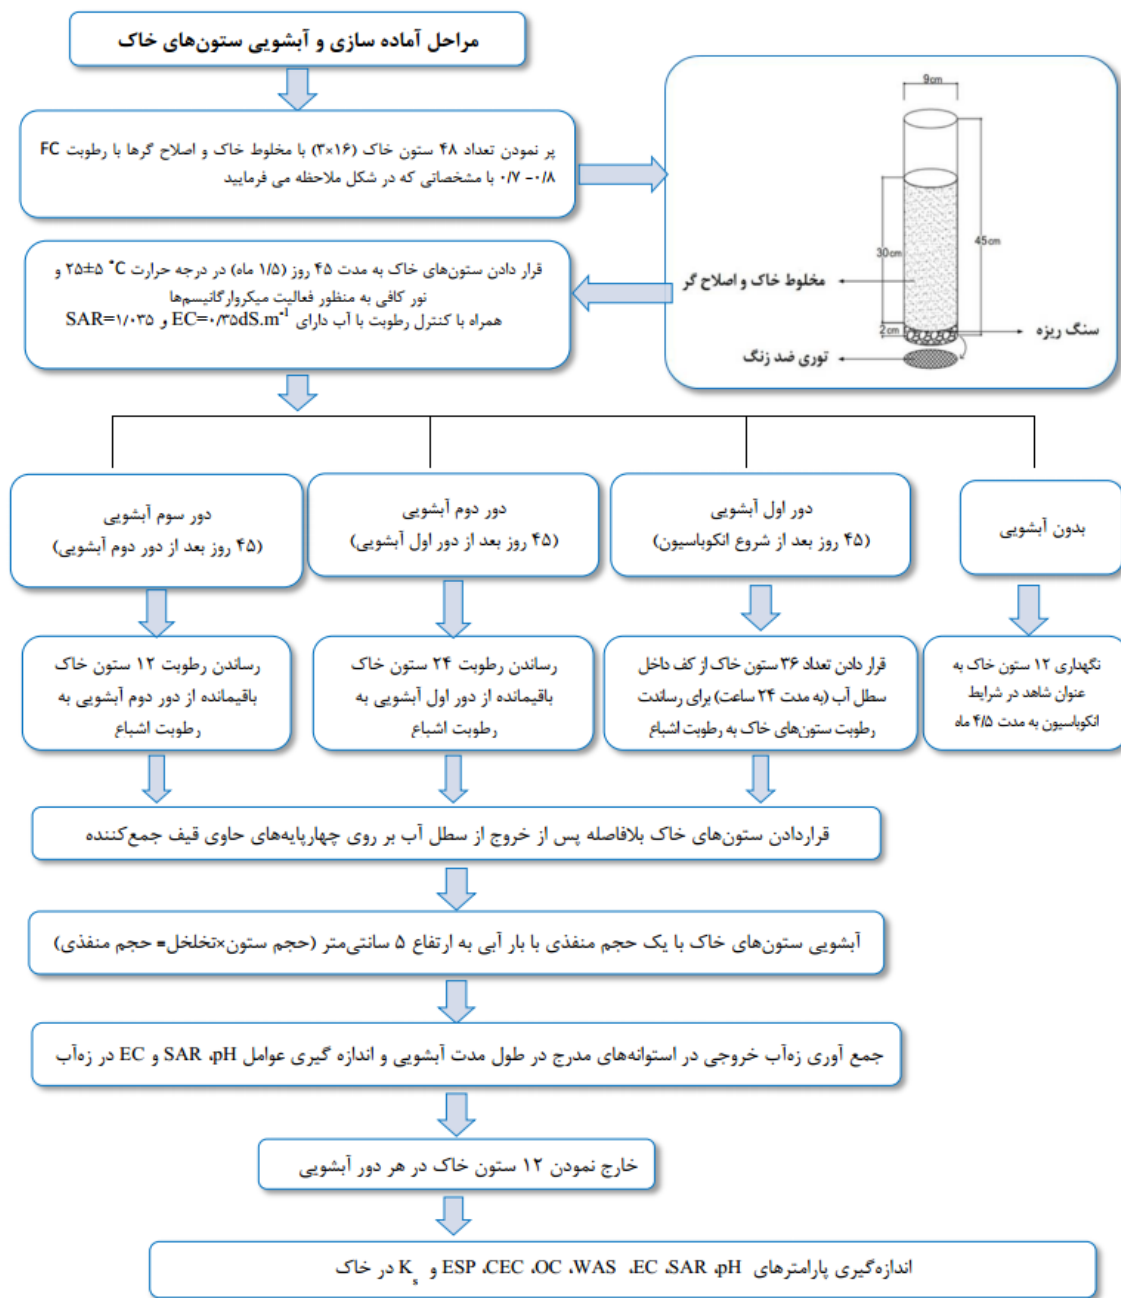 مراحل آماده سازی و آبشویی ستون‌های خاک
پر نمودن تعداد ۴۸ ستون خاک (۱۶×۳) با مخلوط خاک و اصلاح گرها با رطوبت FC
۰/۷ -۰/۸ با مشخصاتی که در شکل ملاحظه می فرمایید
9cm
45cm
30cm
2cm
مخلوط خاک و اصلاح گر
سنگ ریزه
توری ضد زنگ
قرار دادن ستون‌های خاک به مدت ۴۵ روز (۱/۵ ماه) در درجه حرارت ۲۵±۵ °C و
نور کافی به منظور فعالیت میکروارگانیسم‌ها
همراه با کنترل رطوبت با آب دارای EC=۰/۳۵dS.m-1 و SAR=۱/۰۳۵
بدون آبشویی
دور اول آبشویی
(۴۵ روز بعد از شروع انکوباسیون)
دور دوم آبشویی
(۴۵ روز بعد از دور اول آبشویی)
دور سوم آبشویی
(۴۵ روز بعد از دور دوم آبشویی)
نگهداری ۱۲ ستون خاک به
عنوان شاهد در شرایط
انکوباسیون به مدت ۴/۵ ماه
قرار دادن تعداد ۳۶ ستون خاک از کف داخل
سطل آب (به مدت ۲۴ ساعت) برای رساندت
رطوبت ستون‌های خاک به رطوبت اشباع
رساندن رطوبت ۲۴ ستون خاک
باقیمانده از دور اول آبشویی به
رطوبت اشباع
رساندن رطوبت ۱۲ ستون خاک
باقیمانده از دور دوم آبشویی به
رطوبت اشباع
قراردادن ستون‌های خاک بلافاصله پس از خروج از سطل آب بر روی چهارپایه‌های حاوی قیف جمع‌کننده
آبشویی ستون‌های خاک با یک حجم منفذی با بار آبی به ارتفاع ۵ سانتی‌متر (حجم ستون×تخلخل= حجم منفذی)
جمع آوری زه‌آب خروجی در استوانه‌های مدرج در طول مدت آبشویی و اندازه گیری عوامل SAR ،pH و EC در زه‌آب
خارج نمودن ۱۲ ستون خاک در هر دور آبشویی
اندازه‌گیری پارامترهای ESP ،CEC ،OC ،WAS ،EC ،SAR ،pH و Ks در خاک